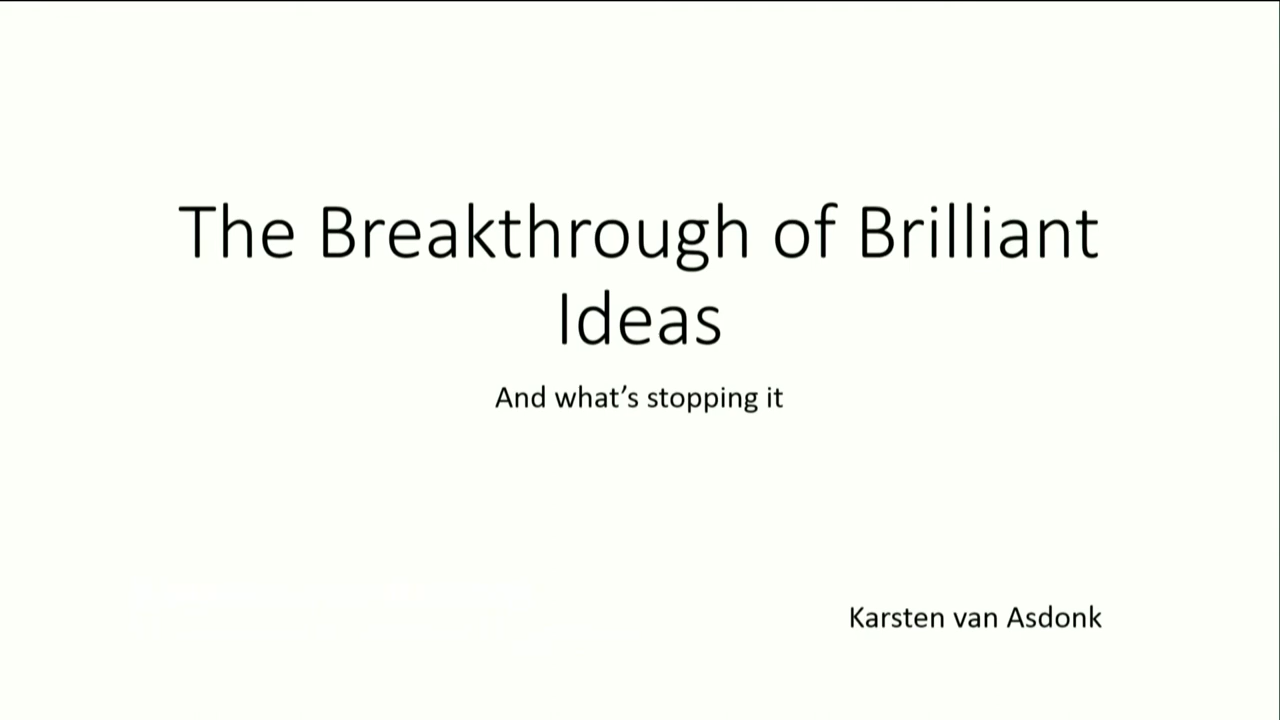 The Breakthrough of Brilliant
Ideas
And what’s stopping it
Karsten van Asdonk